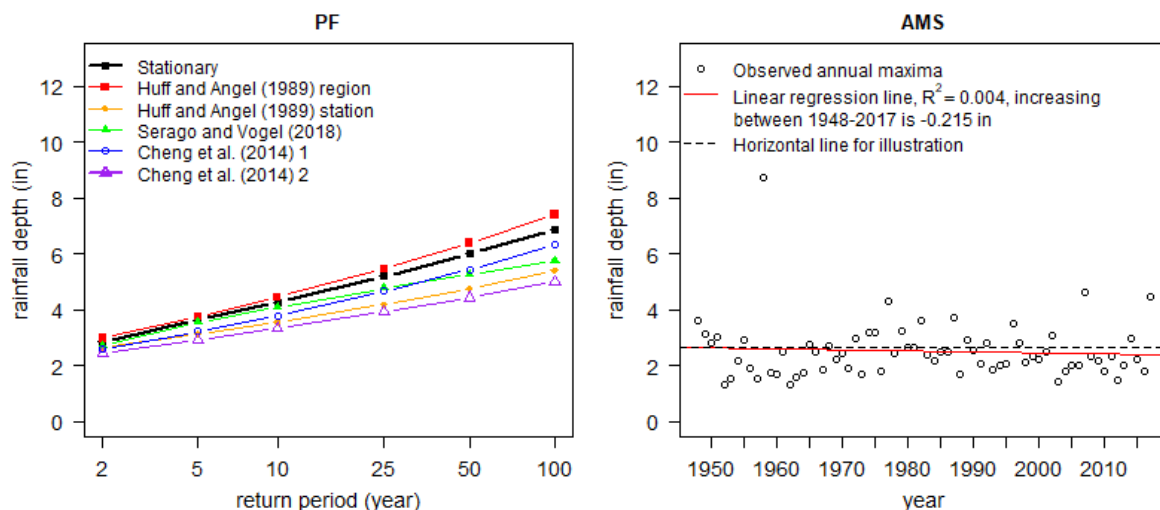 PF
Stationary
Huff and Angel (1989) region
Huff and Angel (1989) station
Serago and Vogel (2018)
Cheng et al. (2014) 1
Cheng et al. (2014) 2
rainfall depth (in)
12
10
8
6
4
2
0
2 5 10 25 50 100
return period (year)
AMS
Observed annual maxima
Linear regression line, R² = 0.004, increasing
between 1948-2017 is -0.215 in
Horizontal line for illustration
rainfall depth (in)
12
10
8
6
4
2
0
1950 1960 1970 1980 1990 2000 2010
year